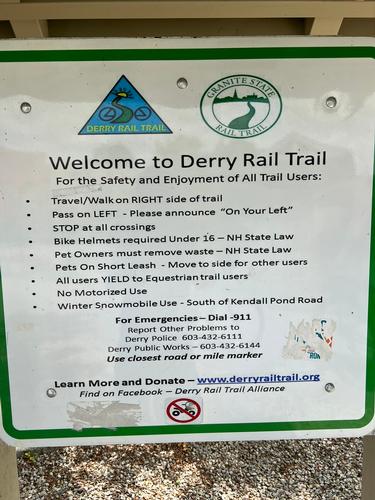 DERRY RAIL TRAIL
GRANITE STATE
RAIL TRAIL
Welcome to Derry Rail Trail
For the Safety and Enjoyment of All Trail Users:
• Travel/Walk on RIGHT side of trail
• Pass on LEFT - Please announce "On Your Left"
• STOP at all crossings
• Bike Helmets required Under 16 – NH State Law
• Pet Owners must remove waste – NH State Law
• Pets On Short Leash - Move to side for other users
• All users YIELD to Equestrian trail users
• No Motorized Use
• Winter Snowmobile Use - South of Kendall Pond Road
For Emergencies – Dial -911
Report Other Problems to
Derry Police 603-432-6111
Derry Public Works – 603-432-6144
Use closest road or mile marker
Learn More and Donate – www.derryrailtrail.org
Find on Facebook – Derry Rail Trail Alliance